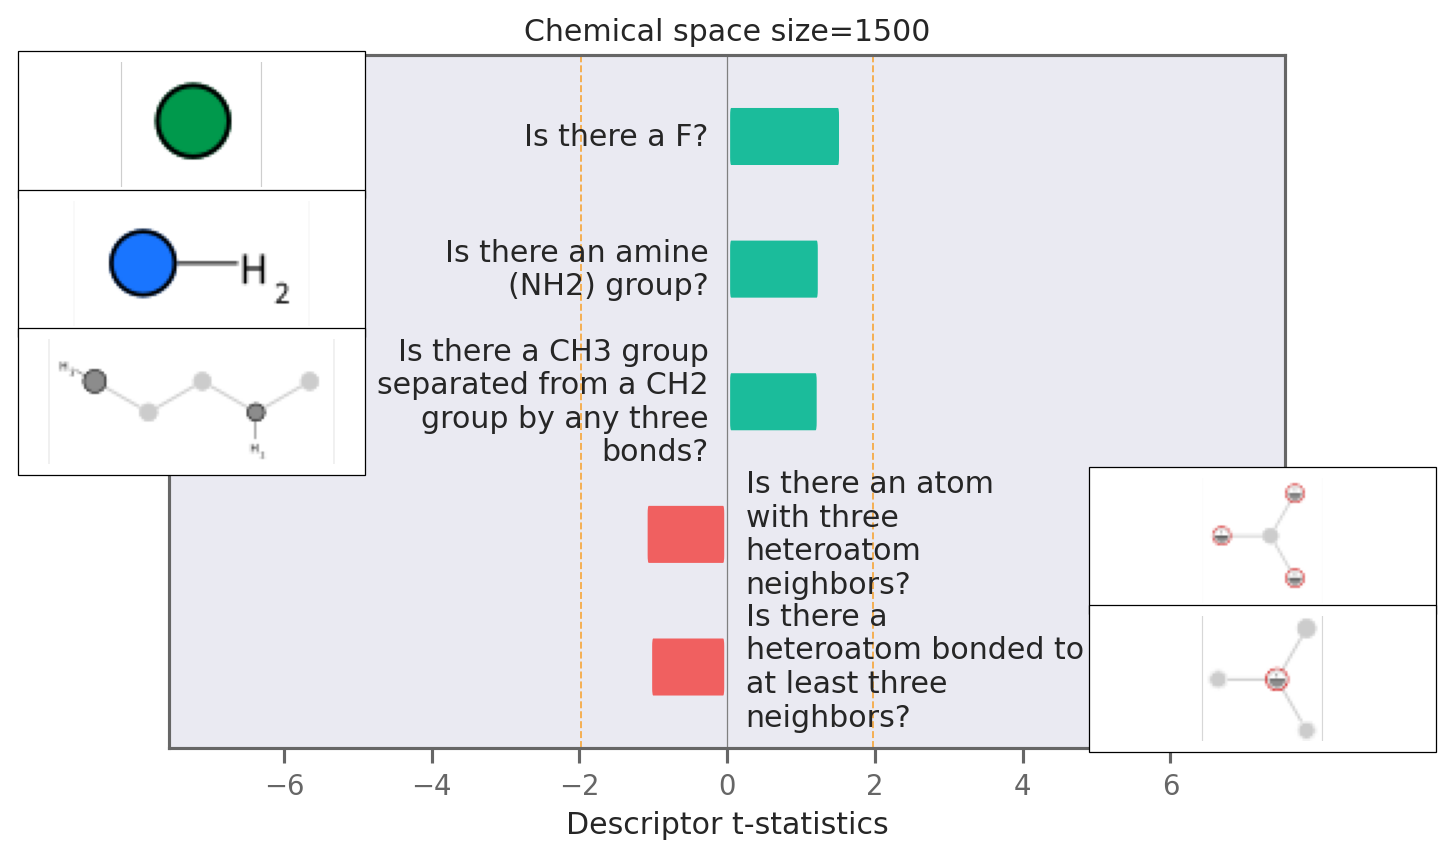 Chemical space size=1500
Is there a F?
H2
Is there an amine
(NH2) group?
Is there a CH3 group
separated from a CH2
group by any three
bonds?
Is there an atom
with three
heteroatom
neighbors?
Is there a
heteroatom bonded to
at least three
neighbors?
−6 −4 −2 0 2 4 6
Descriptor t-statistics